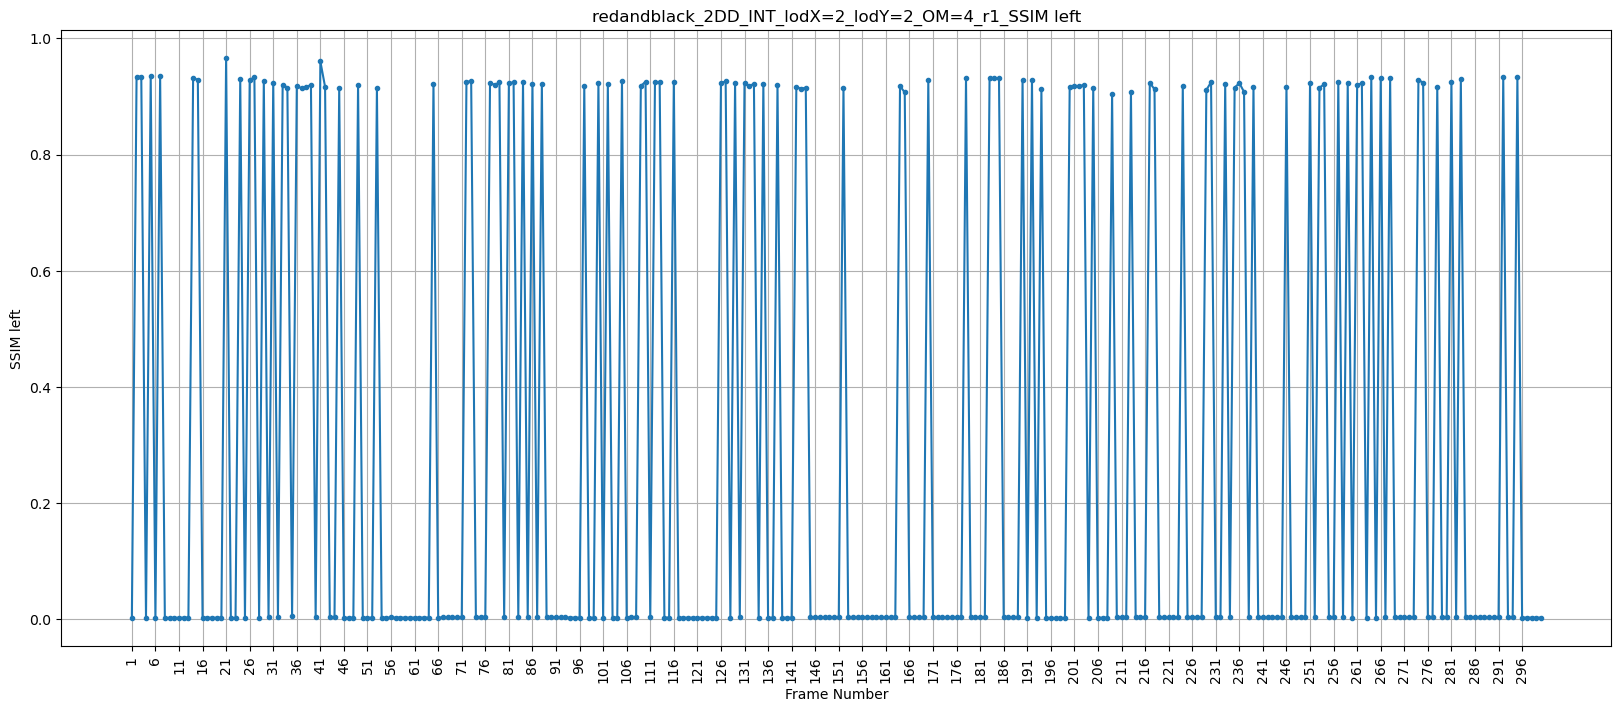 redandblack_2DD_INT_lodX=2_lodY=2_OM=4_r1_SSIM left
1.0
0.8
0.6
0.4
0.2
0.0
SSIM left
1 6 11 16 21 26 31 36 41 46 51 56 61 66 71 76 81 86 91 96 101 106 111 116 121 126 131 136 141 146 151 156 161 166 171 176 181 186 191 196 201 206 211 216 221 226 231 236 241 246 251 256 261 266 271 276 281 286 291 296
Frame Number